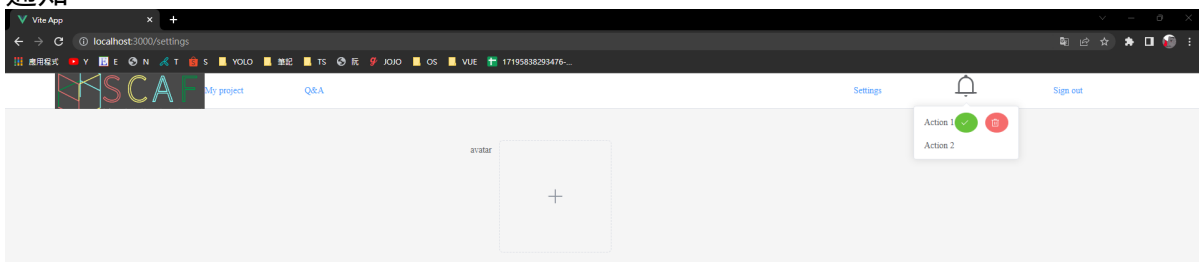 通知
Vite App
localhost:3000/settings
應用程式 Y E N T S YOLO 筆記 TS 阮 JOJO OS VUE 17195838293476-...
SCAF My project Q&A Settings Sign out
Action 1
avatar Action 2